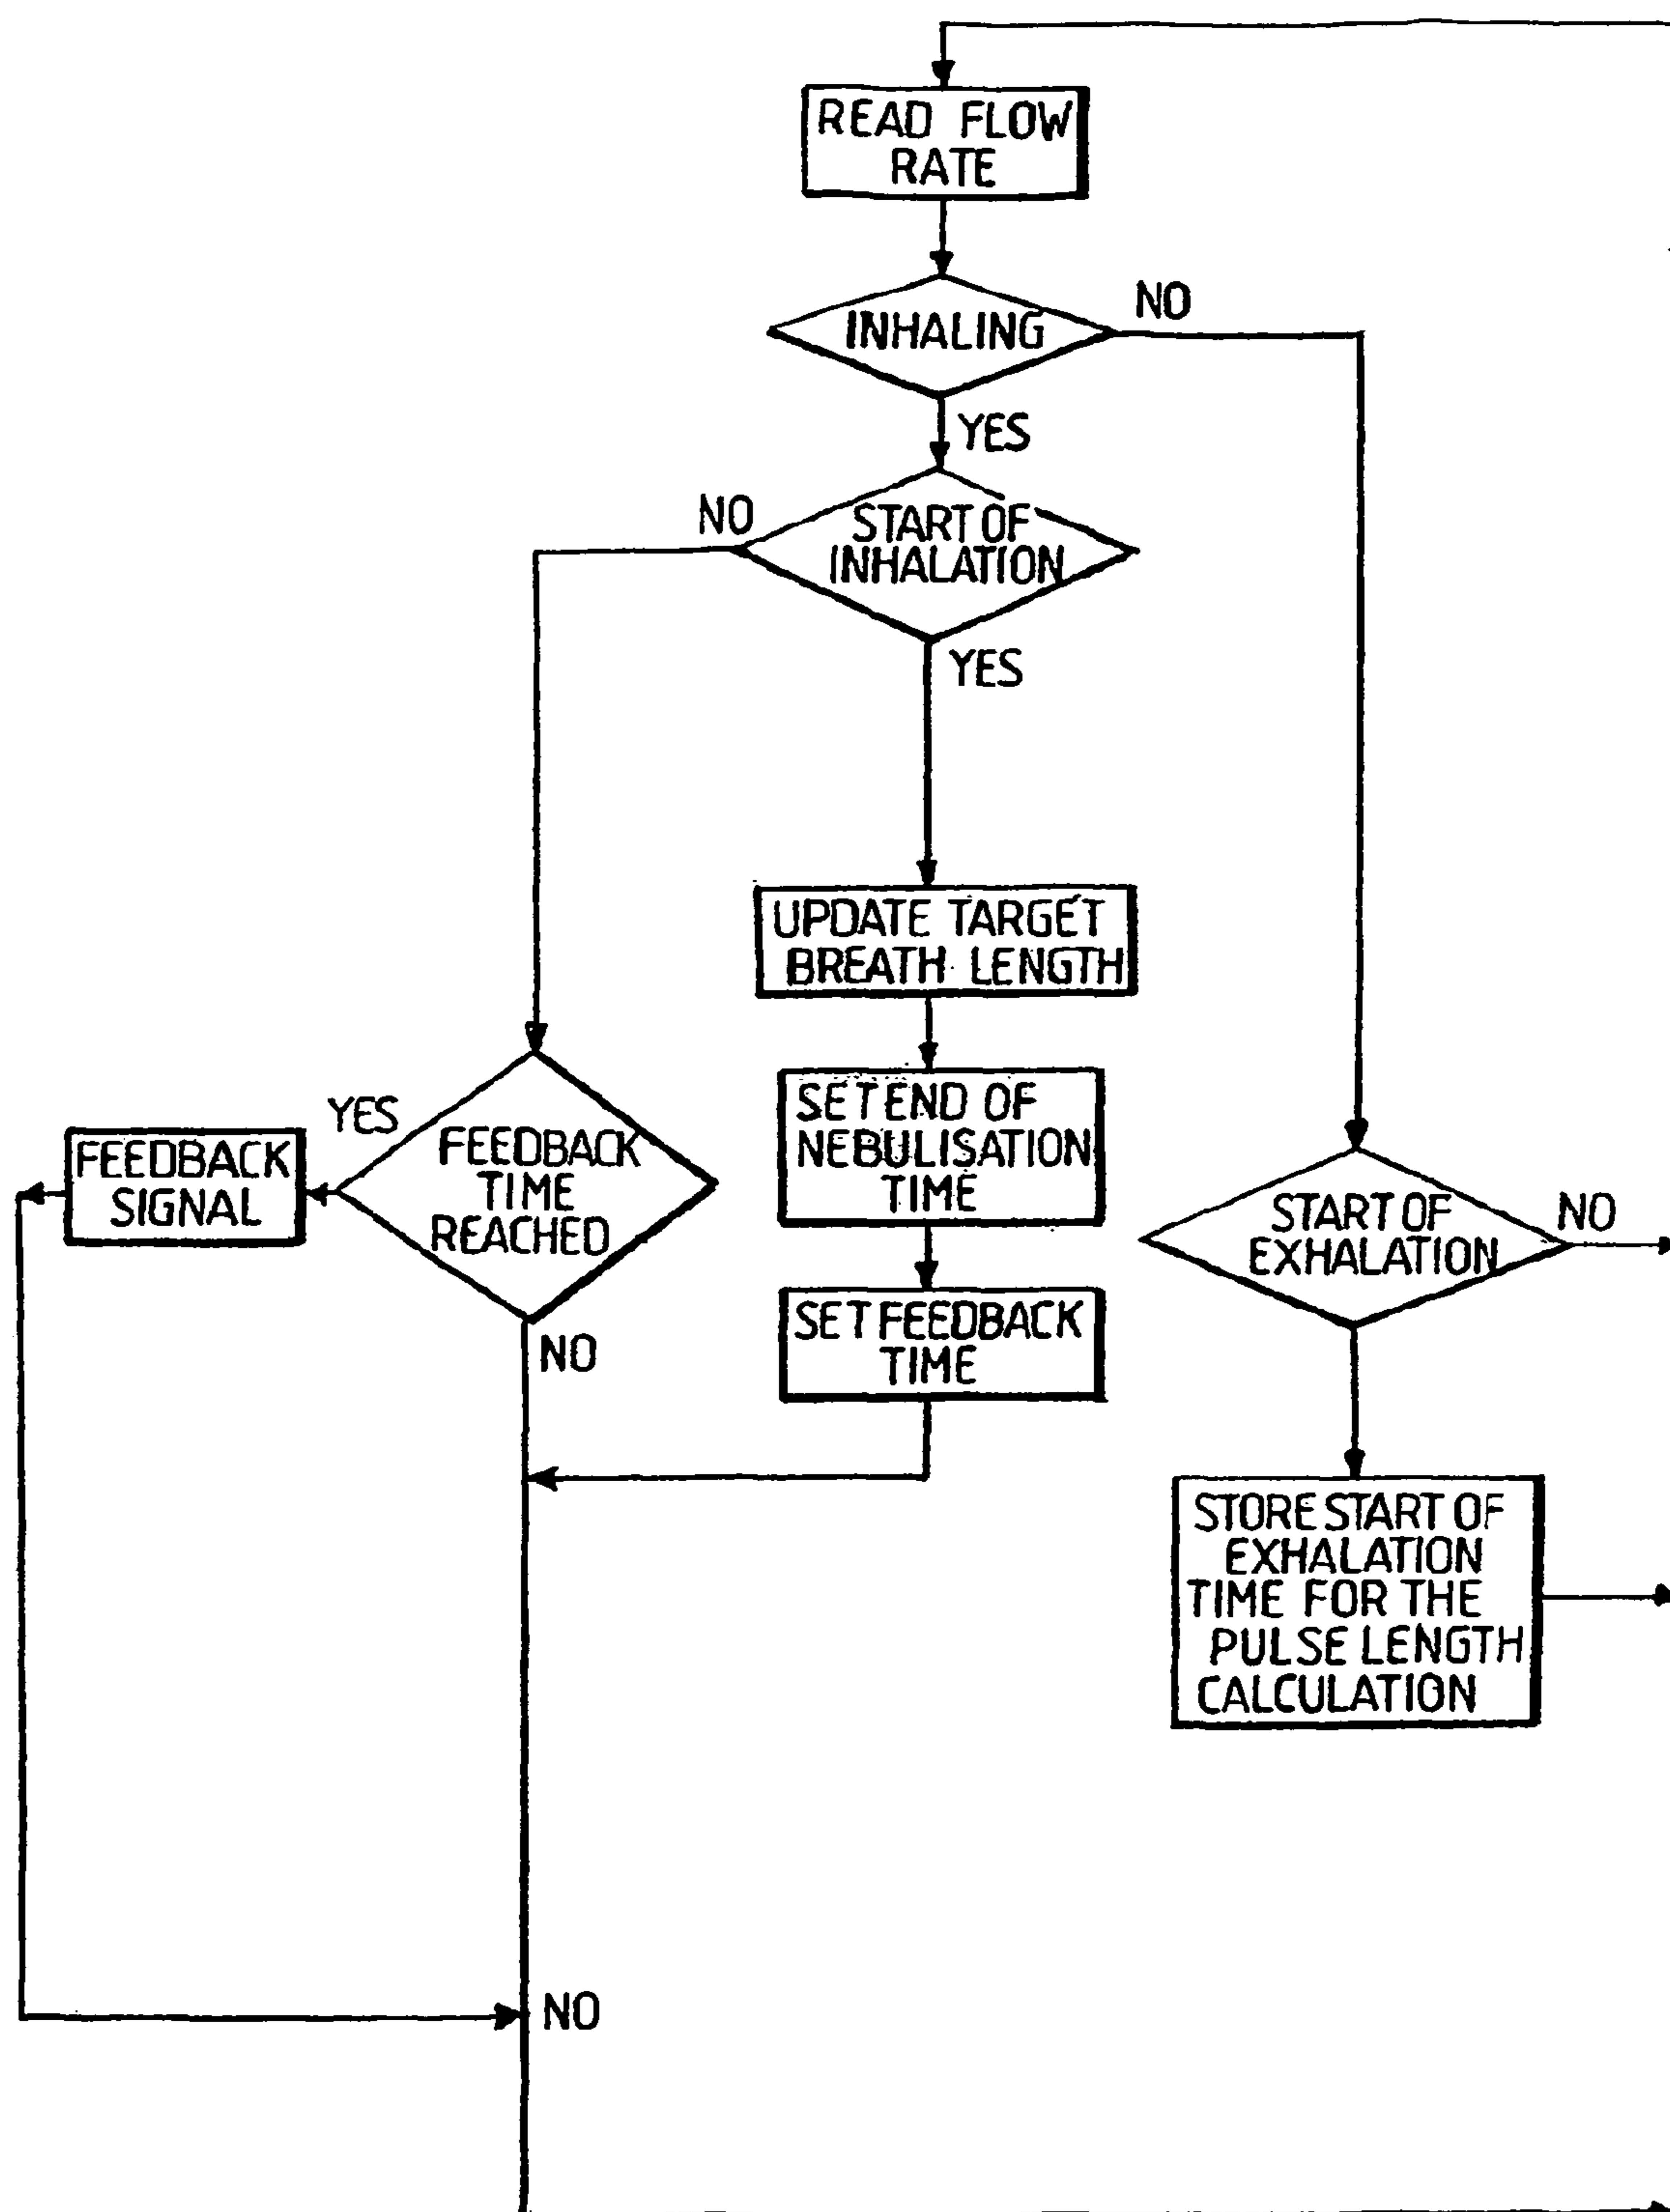 READ FLOW
RATE
INHALING
NO
YES
START OF
INHALATION
NO
YES
UPDATE TARGET
BREATH LENGTH
SET END OF
NEBULISATION
TIME
SET FEEDBACK
TIME
YES
FEEDBACK
TIME
REACHED
NO
FEEDBACK
SIGNAL
START OF
EXHALATION
NO
STORE START OF
EXHALATION
TIME FOR THE
PULSE LENGTH
CALCULATION
NO